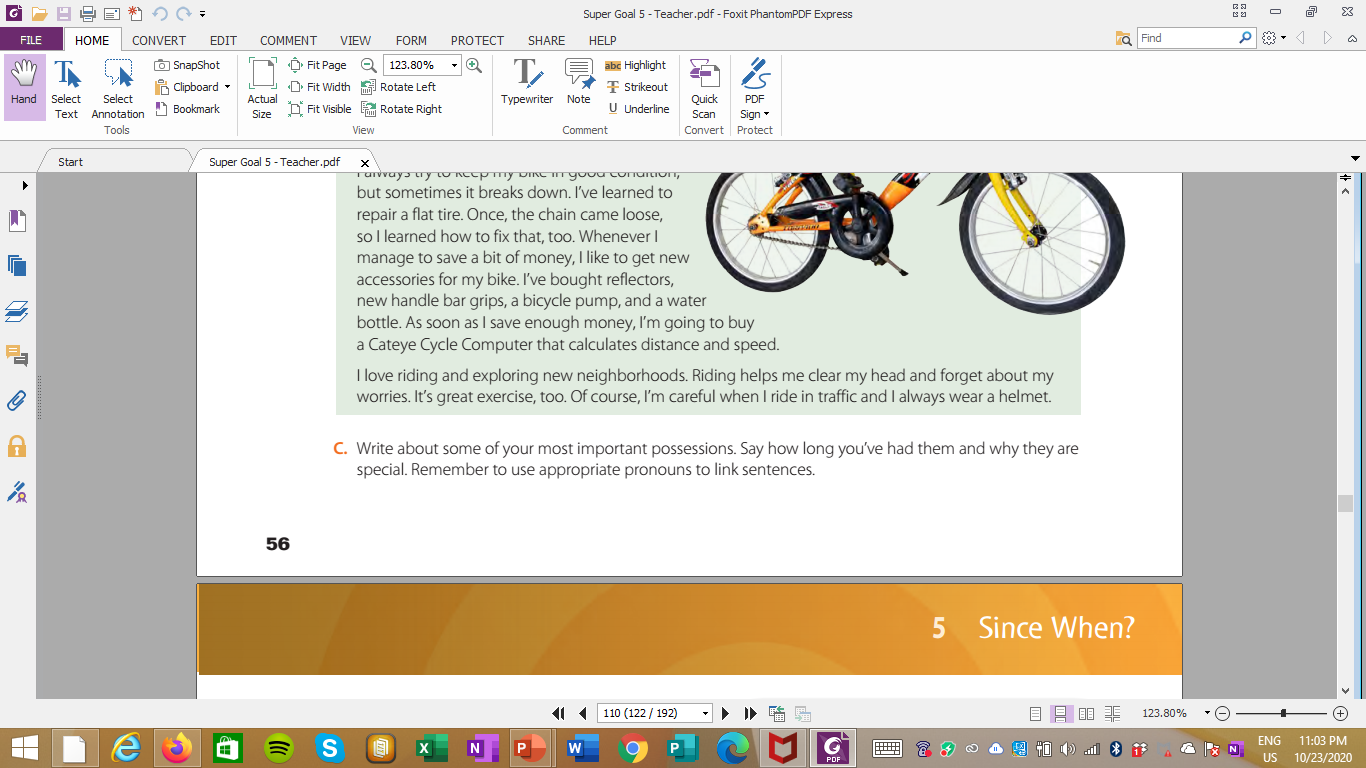 Super Goal 5 - Teacher.pdf - Foxit PhantomPDF Express
FILE HOME CONVERT EDIT COMMENT VIEW FORM PROTECT SHARE HELP
Find
Hand
Select Text
Select Annotation
SnapShot
Clipboard
Bookmark
Tools
Actual Size
Fit Page
Fit Width
Fit Visible
123.80%
Rotate Left
Rotate Right
View
Typewriter
Note
Highlight
Strikeout
Underline
Comment
Quick Scan
Convert
PDF Sign
Protect
Start
Super Goal 5 - Teacher.pdf
I always try to keep my bike in good condition,
but sometimes it breaks down. I've learned to
repair a flat tire. Once, the chain came loose,
so I learned how to fix that, too. Whenever I
manage to save a bit of money, I like to get new
accessories for my bike. I've bought reflectors,
new handle bar grips, a bicycle pump, and a water
bottle. As soon as I save enough money, I'm going to buy
a Cateye Cycle Computer that calculates distance and speed.
I love riding and exploring new neighborhoods. Riding helps me clear my head and forget about my
worries. It's great exercise, too. Of course, I'm careful when I ride in traffic and I always wear a helmet.
C. Write about some of your most important possessions. Say how long you've had them and why they are
special. Remember to use appropriate pronouns to link sentences.
56
5 Since When?
110 (122 / 192)
123.80%
ENG
US
11:03 PM
10/23/2020